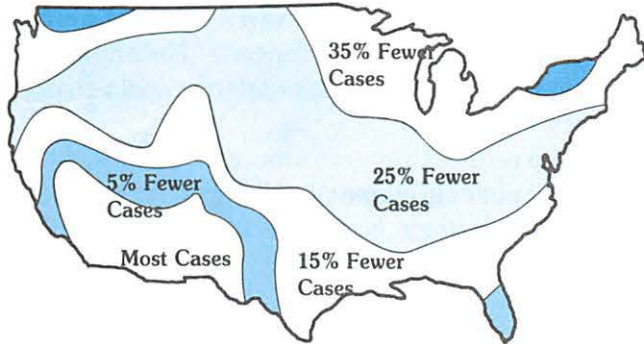 35% Fewer
Cases
5% Fewer
Cases
25% Fewer
Cases
Most Cases
15% Fewer
Cases